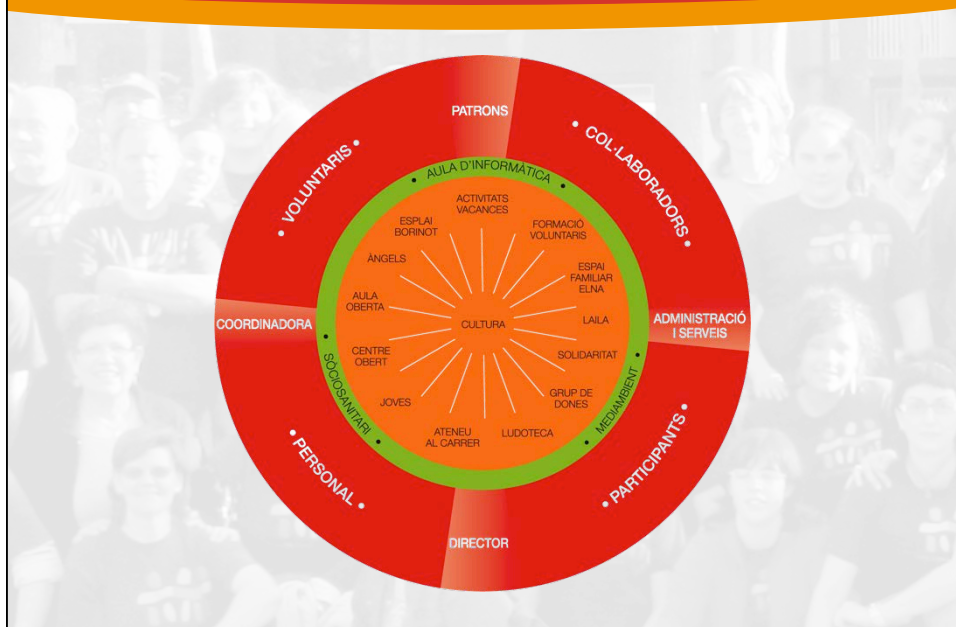 PATRONS
• COL·LABORADORS •
ADMINISTRACIÓ
I SERVEIS
• PARTICIPANTS •
DIRECTOR
• PERSONAL •
COORDINADORA
• VOLUNTARIS •
• AULA D'INFORMÀTICA •
• MEDIAMBIENT •
• SÒCIOSANITARI •
ACTIVITATS
VACANCES
FORMACIÓ
VOLUNTARIS
ESPAI
FAMILIAR
ELNA
LAILA
SOLIDARITAT
GRUP DE
DONES
LUDOTECA
ATENEU
AL CARRER
JOVES
CENTRE
OBERT
AULA
OBERTA
ÀNGELS
ESPLAI
BORINOT
CULTURA